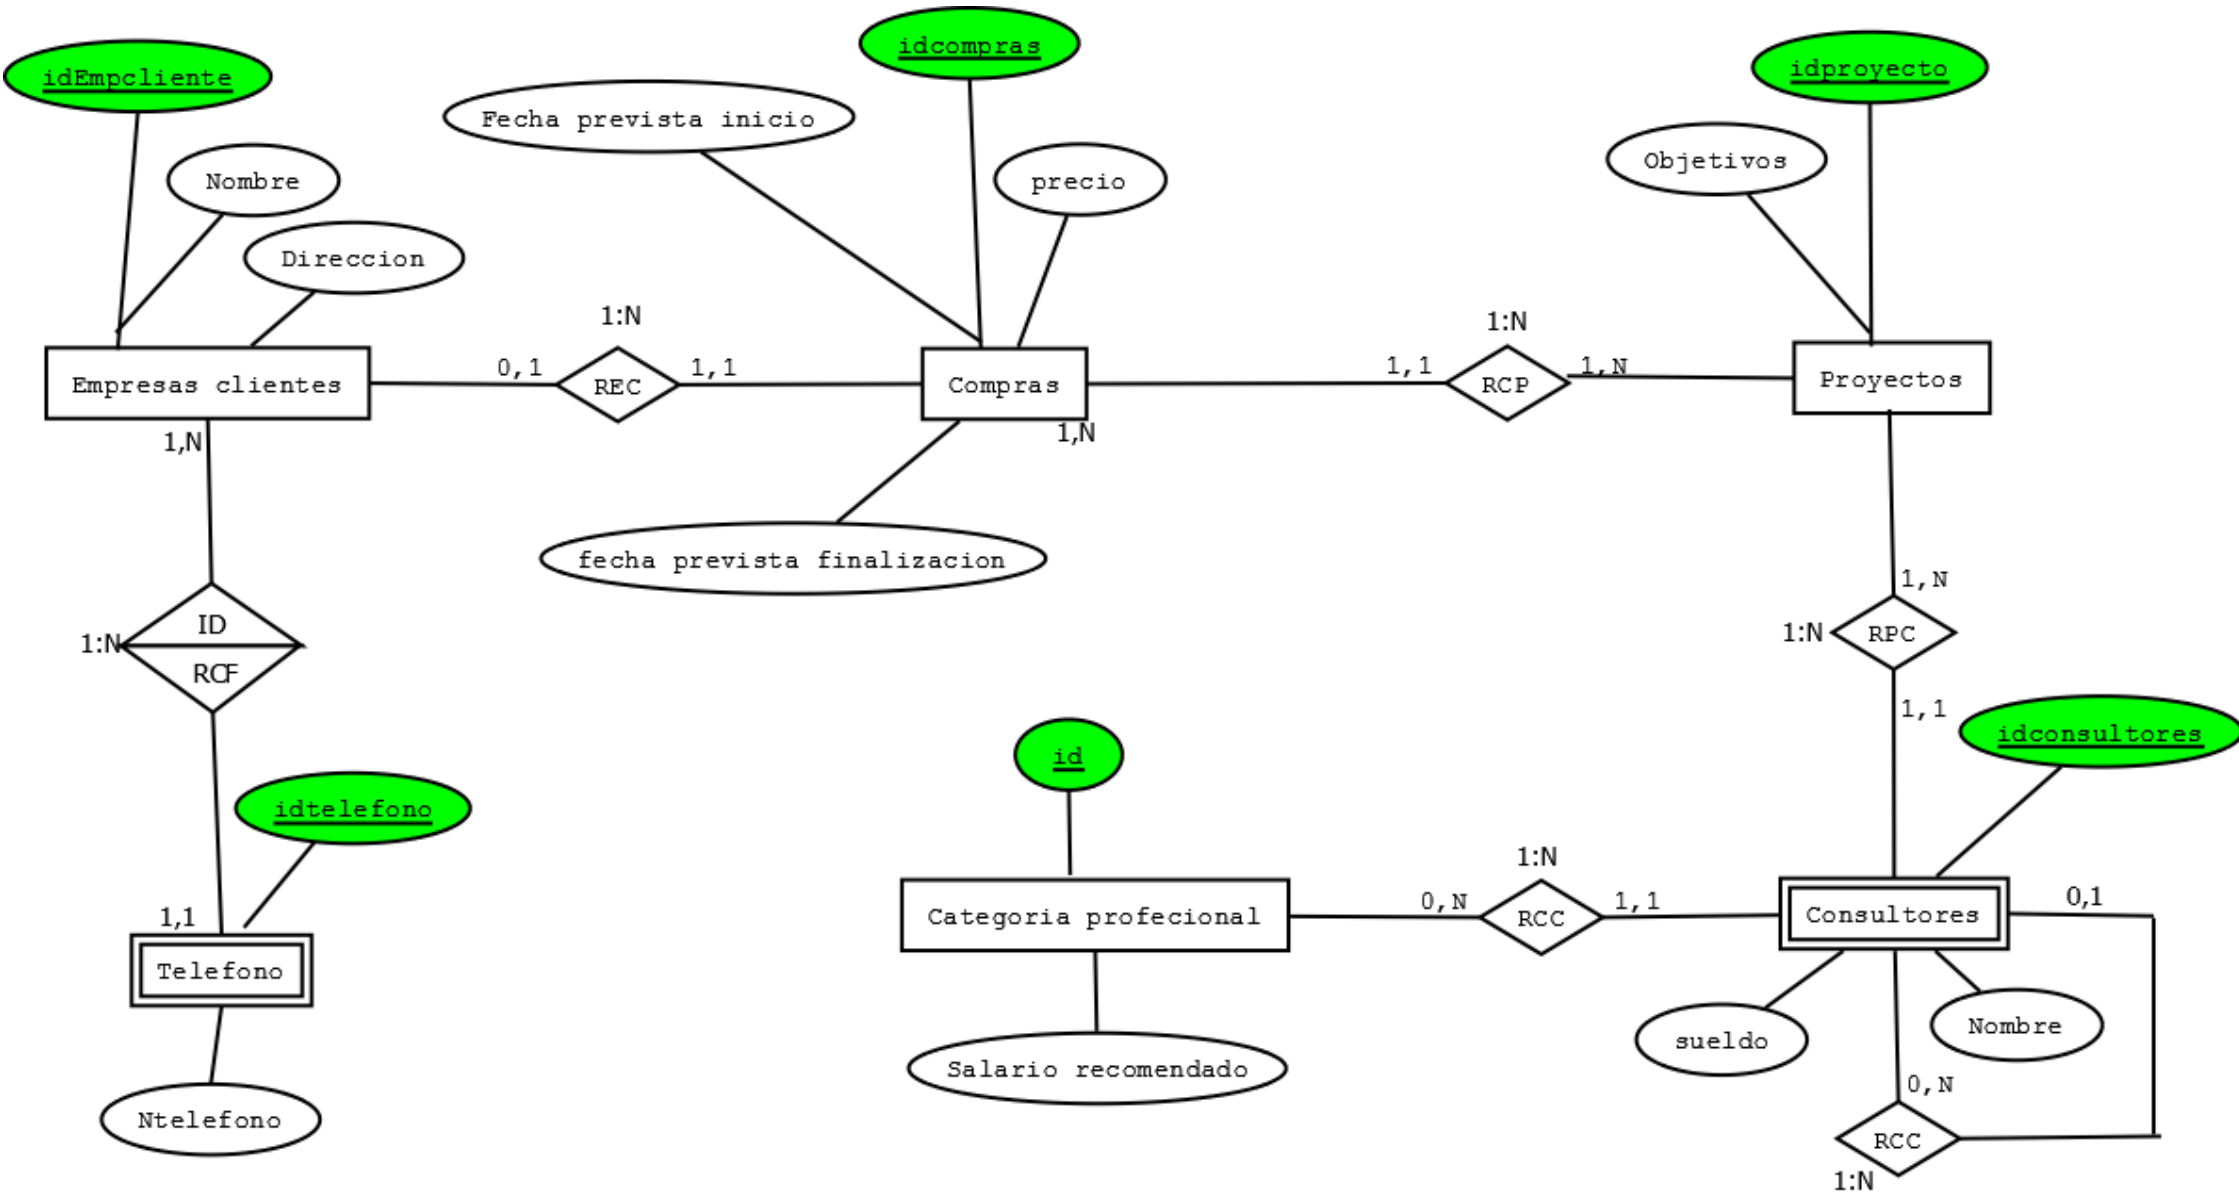 idcompras
idEmpcliente
idproyecto
Fecha prevista inicio
Nombre
precio
Objetivos
Direccion
1:N
1:N
0,1
1,1
1,1
1,N
Empresas clientes
REC
Compras
RCP
Proyectos
1,N
1,N
fecha prevista finalizacion
1,N
ID
1:N
RCF
1:N
RPC
1,1
idconsultores
id
idtelefono
1:N
1,1
0,N
1,1
0,1
Categoria profecional
RCC
Consultores
Telefono
Salario recomendado
sueldo
Nombre
Ntelefono
0,N
RCC
1:N